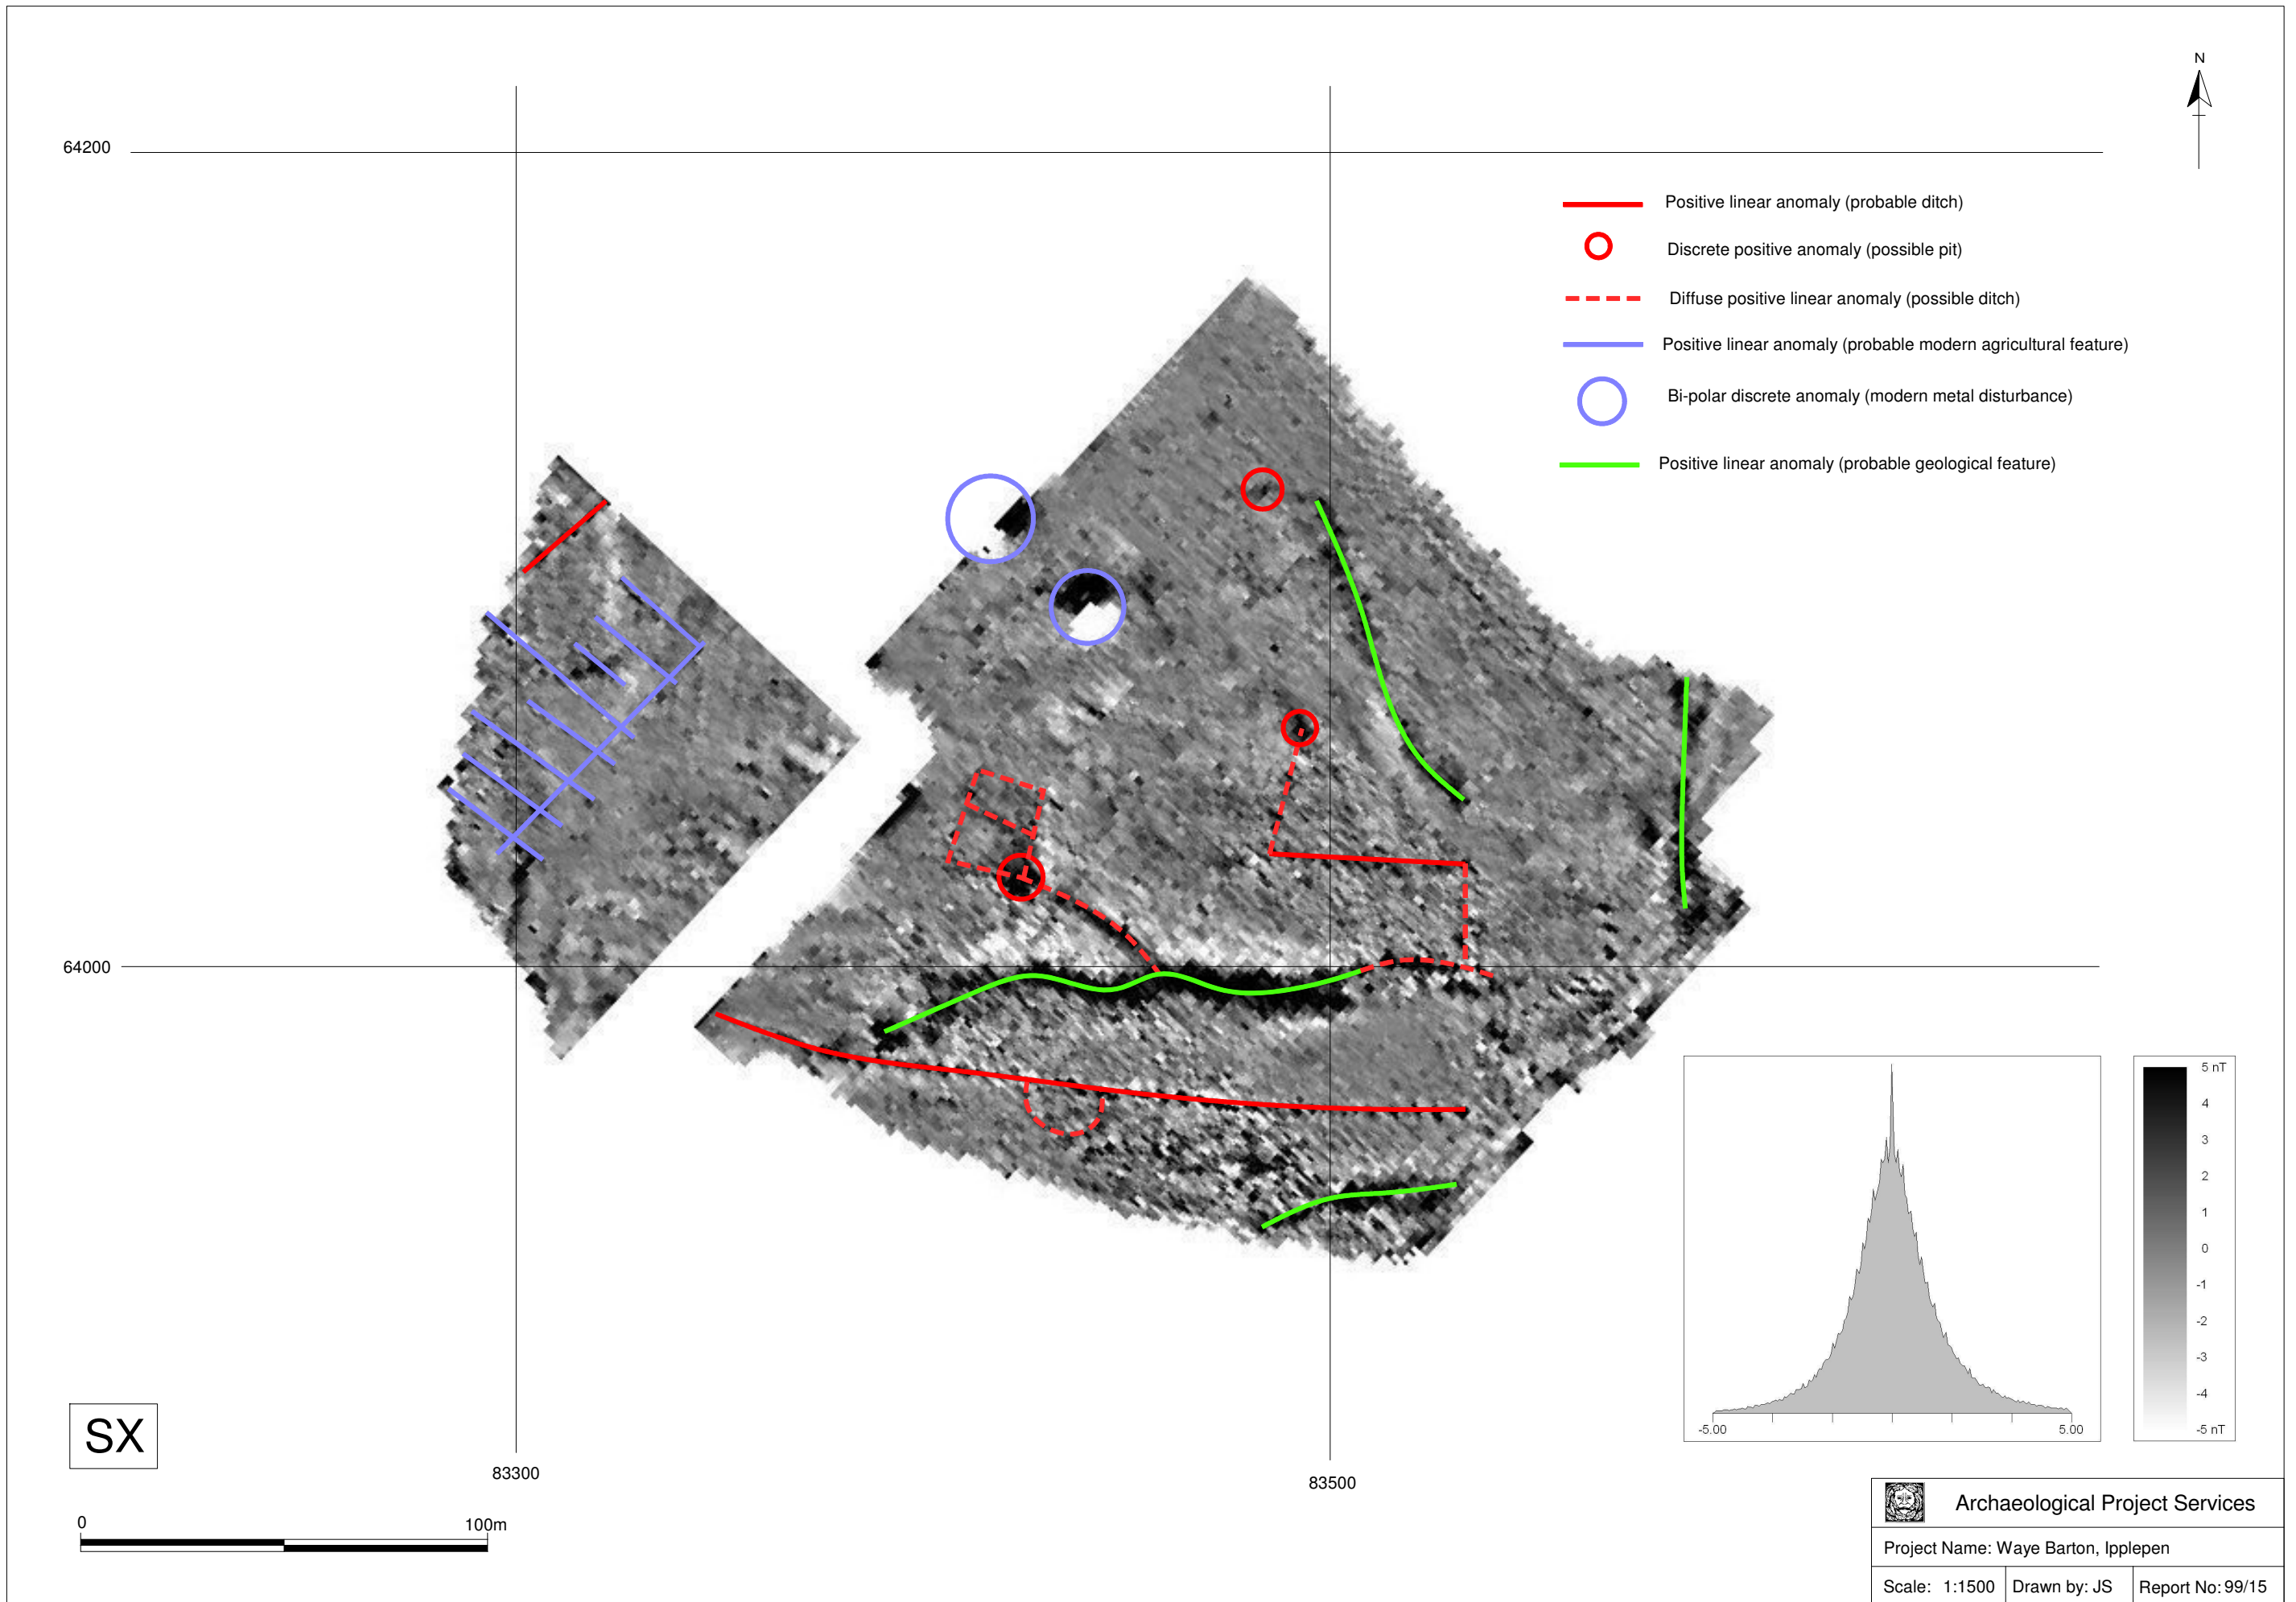 N
64200
Positive linear anomaly (probable ditch)
Discrete positive anomaly (possible pit)
Diffuse positive linear anomaly (possible ditch)
Positive linear anomaly (probable modern agricultural feature)
Bi-polar discrete anomaly (modern metal disturbance)
Positive linear anomaly (probable geological feature)
64000
5 nT
4
3
2
1
0
-1
-2
-3
-4
-5 nT
-5.00 5.00
SX
83300
83500
0 100m
Archaeological Project Services
Project Name: Waye Barton, Ipplepen
Scale: 1:1500 Drawn by: JS Report No: 99/15